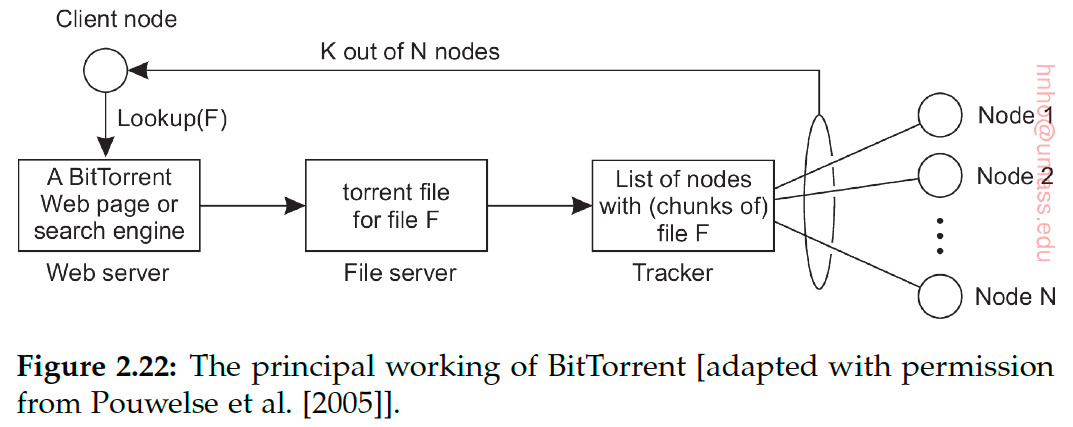 Client node
K out of N nodes
Lookup(F)
A BitTorrent
Web page or
search engine
Web server
torrent file
for file F
File server
List of nodes
with (chunks of)
file F
Tracker
Node 1
Node 2
Node N
hnho@umass.edu
Figure 2.22: The principal working of BitTorrent [adapted with permission
from Pouwelse et al. [2005]].